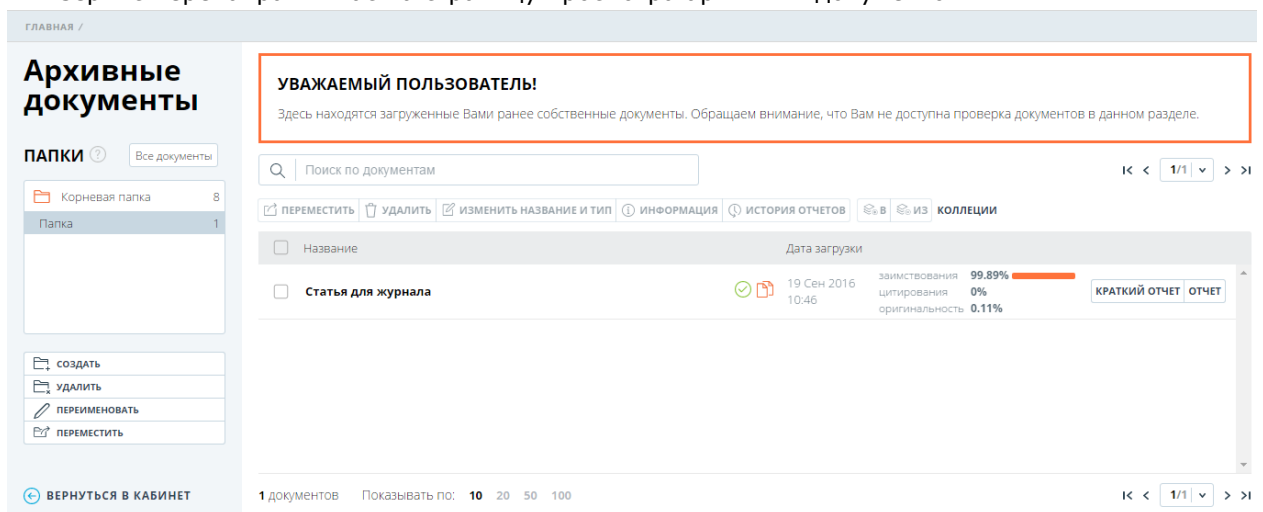 ГЛАВНАЯ /
Архивные
документы
ПАПКИ ?
Все документы
Корневая папка 8
Папка 1
СОЗДАТЬ
УДАЛИТЬ
ПЕРЕИМЕНОВАТЬ
ПЕРЕМЕСТИТЬ
ВЕРНУТЬСЯ В КАБИНЕТ
УВАЖАЕМЫЙ ПОЛЬЗОВАТЕЛЬ!
Здесь находятся загруженные Вами ранее собственные документы. Обращаем внимание, что Вам не доступна проверка документов в данном разделе.
Поиск по документам
1/1
ПЕРЕМЕСТИТЬ УДАЛИТЬ ИЗМЕНИТЬ НАЗВАНИЕ И ТИП ИНФОРМАЦИЯ ИСТОРИЯ ОТЧЕТОВ В ИЗ КОЛЛЕЦИИ
Название Дата загрузки
Статья для журнала
19 Сен 2016
10:46
заимствования 99.89%
цитирования 0%
оригинальность 0.11%
КРАТКИЙ ОТЧЕТ ОТЧЕТ
1 документов Показывать по: 10 20 50 100
1/1